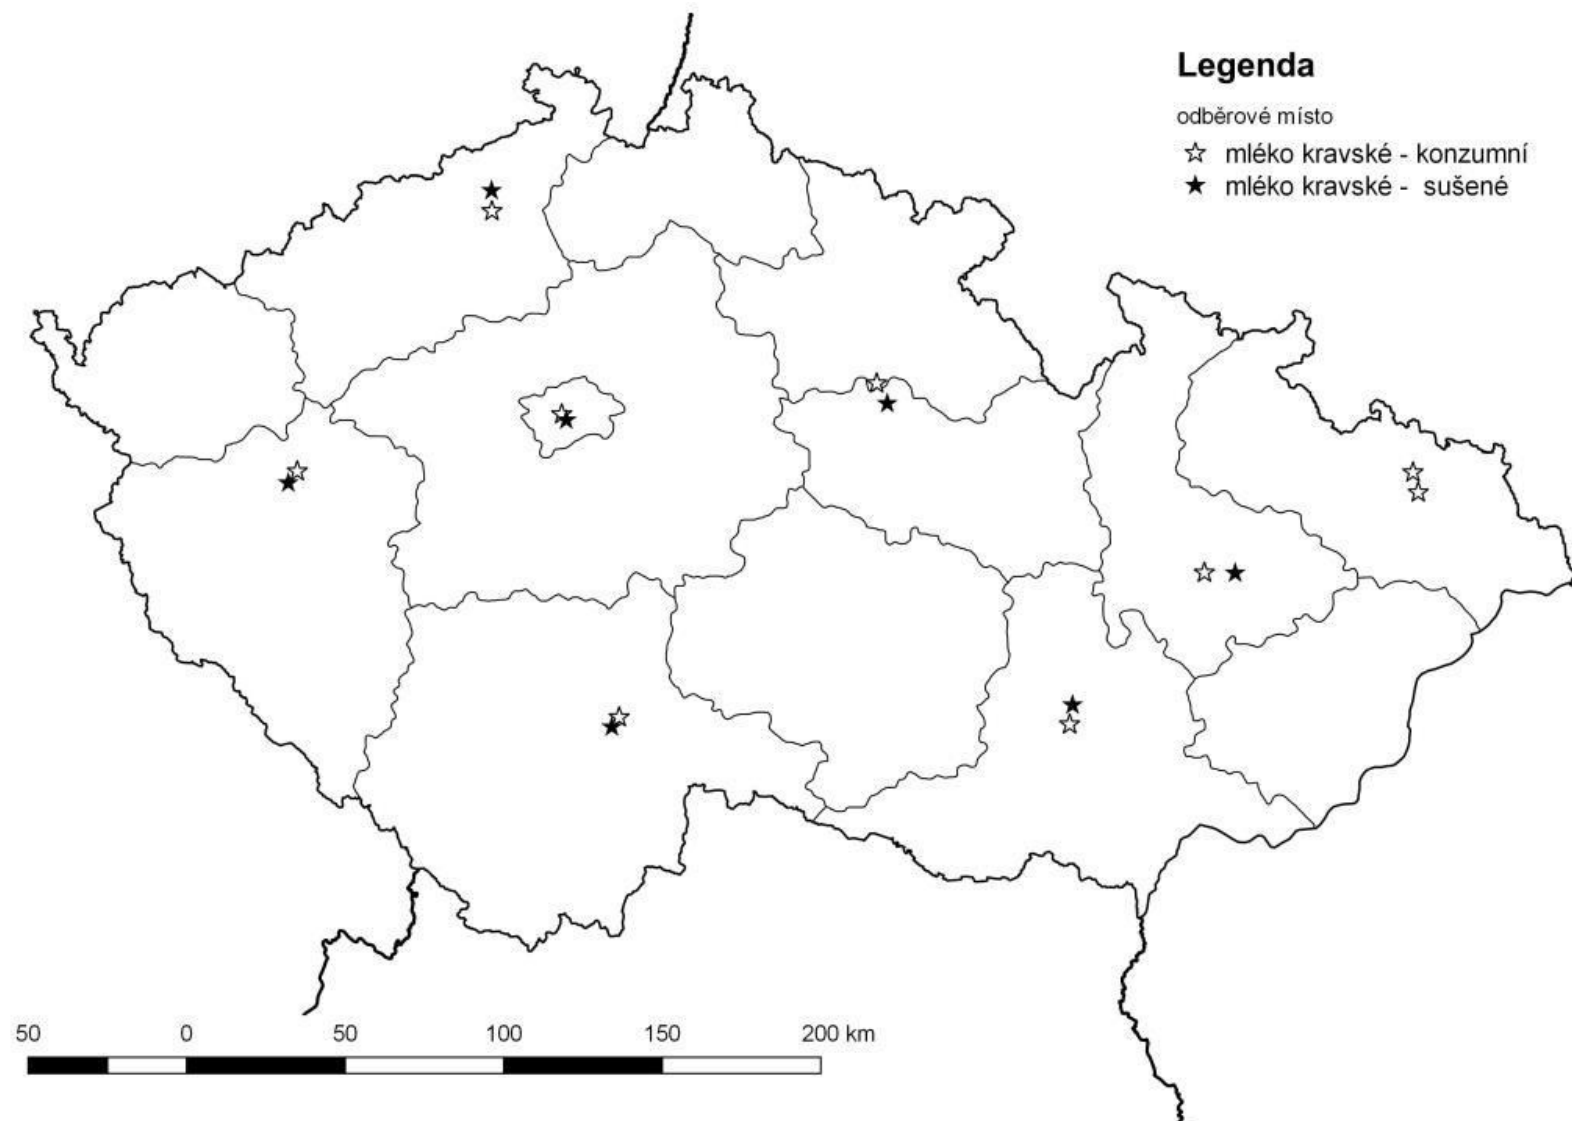 Legenda
odběrové místo
mléko kravské - konzumní
mléko kravské - sušené
50 0 50 100 150 200 km